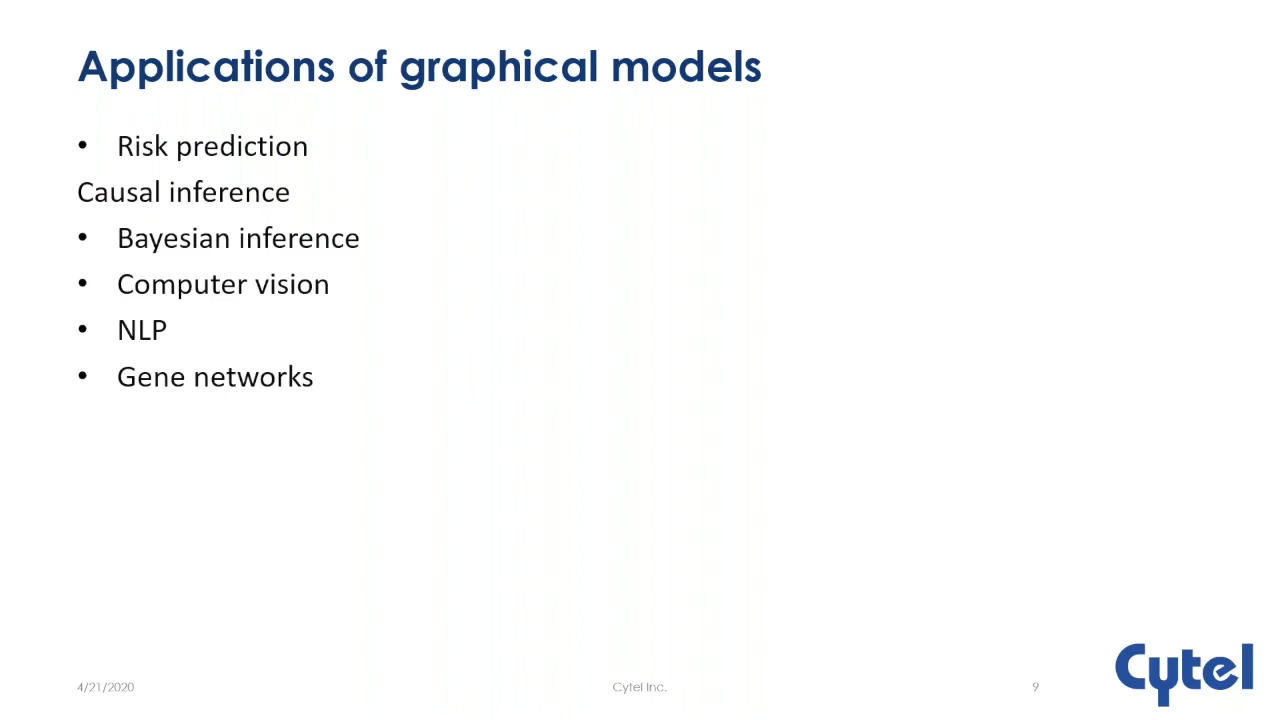 Applications of graphical models
• Risk prediction
Causal inference
• Bayesian inference
• Computer vision
• NLP
• Gene networks
4/21/2020
Cytel Inc.
9
Cytel